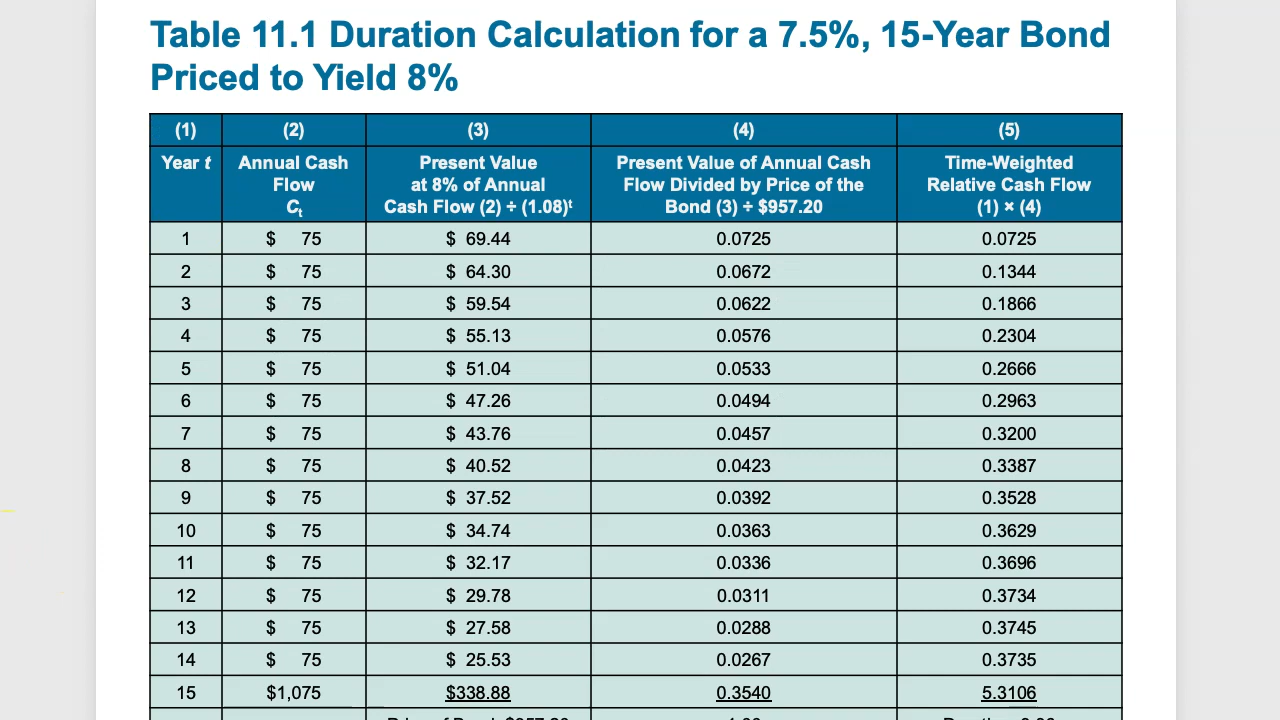 Table 11.1 Duration Calculation for a 7.5%, 15-Year Bond
Priced to Yield 8%
(1) (2) (3) (4) (5)
Year t Annual Cash Flow Cₜ Present Value at 8% of Annual Cash Flow (2) ÷ (1.08)ᵗ Present Value of Annual Cash Flow Divided by Price of the Bond (3) ÷ $957.20 Time-Weighted Relative Cash Flow (1) × (4)
1 $ 75 $ 69.44 0.0725 0.0725
2 $ 75 $ 64.30 0.0672 0.1344
3 $ 75 $ 59.54 0.0622 0.1866
4 $ 75 $ 55.13 0.0576 0.2304
5 $ 75 $ 51.04 0.0533 0.2666
6 $ 75 $ 47.26 0.0494 0.2963
7 $ 75 $ 43.76 0.0457 0.3200
8 $ 75 $ 40.52 0.0423 0.3387
9 $ 75 $ 37.52 0.0392 0.3528
10 $ 75 $ 34.74 0.0363 0.3629
11 $ 75 $ 32.17 0.0336 0.3696
12 $ 75 $ 29.78 0.0311 0.3734
13 $ 75 $ 27.58 0.0288 0.3745
14 $ 75 $ 25.53 0.0267 0.3735
15 $1,075 $338.88 0.3540 5.3106